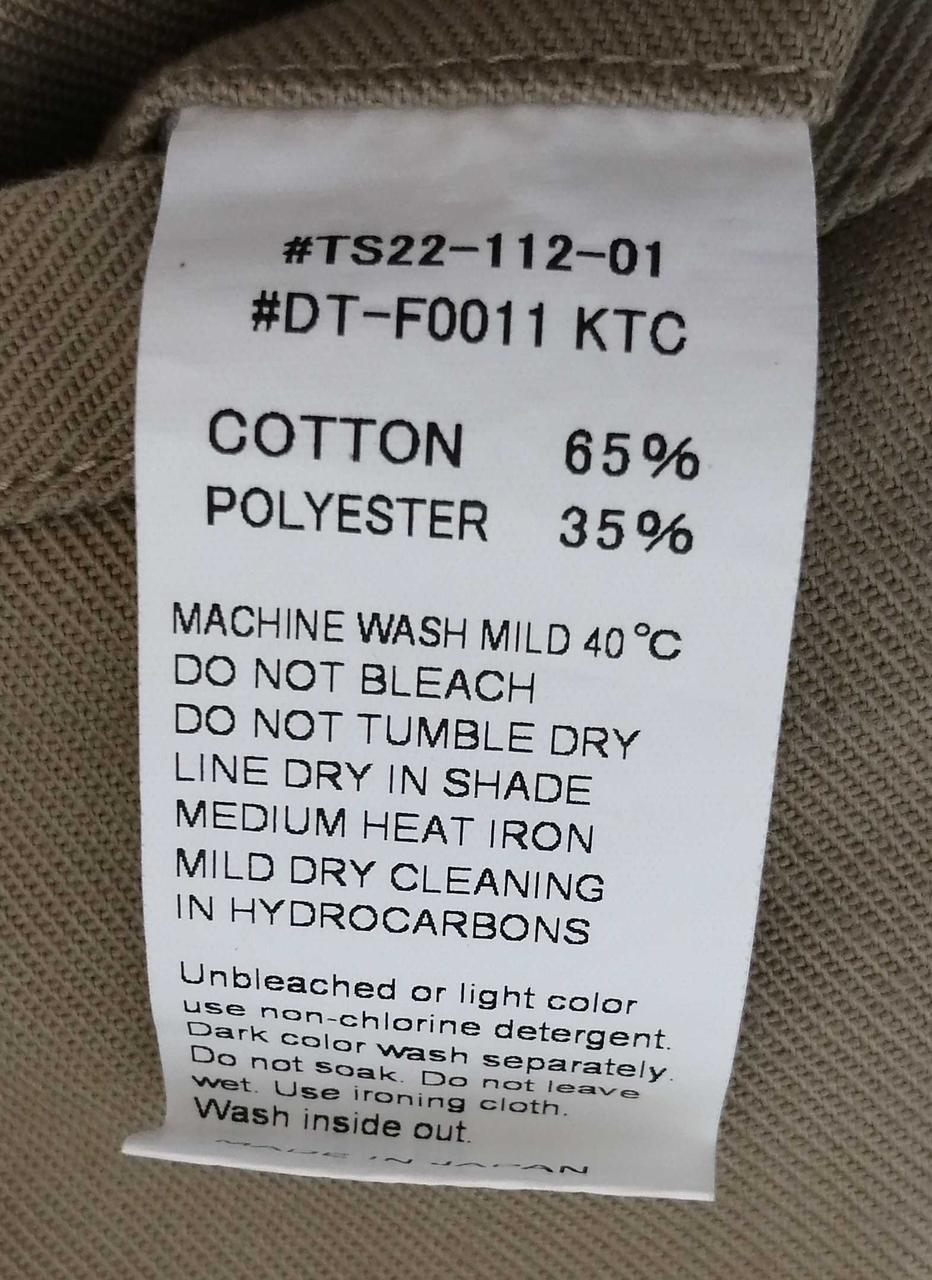 #TS22-112-01
#DT-F0011 KTC
COTTON 65%
POLYESTER 35%
MACHINE WASH MILD 40℃
DO NOT BLEACH
DO NOT TUMBLE DRY
LINE DRY IN SHADE
MEDIUM HEAT IRON
MILD DRY CLEANING
IN HYDROCARBONS
Unbleached or light color
use non-chlorine detergent.
Dark color wash separately.
Do not soak. Do not leave
wet. Use ironing cloth.
Wash inside out.
MADE IN JAPAN